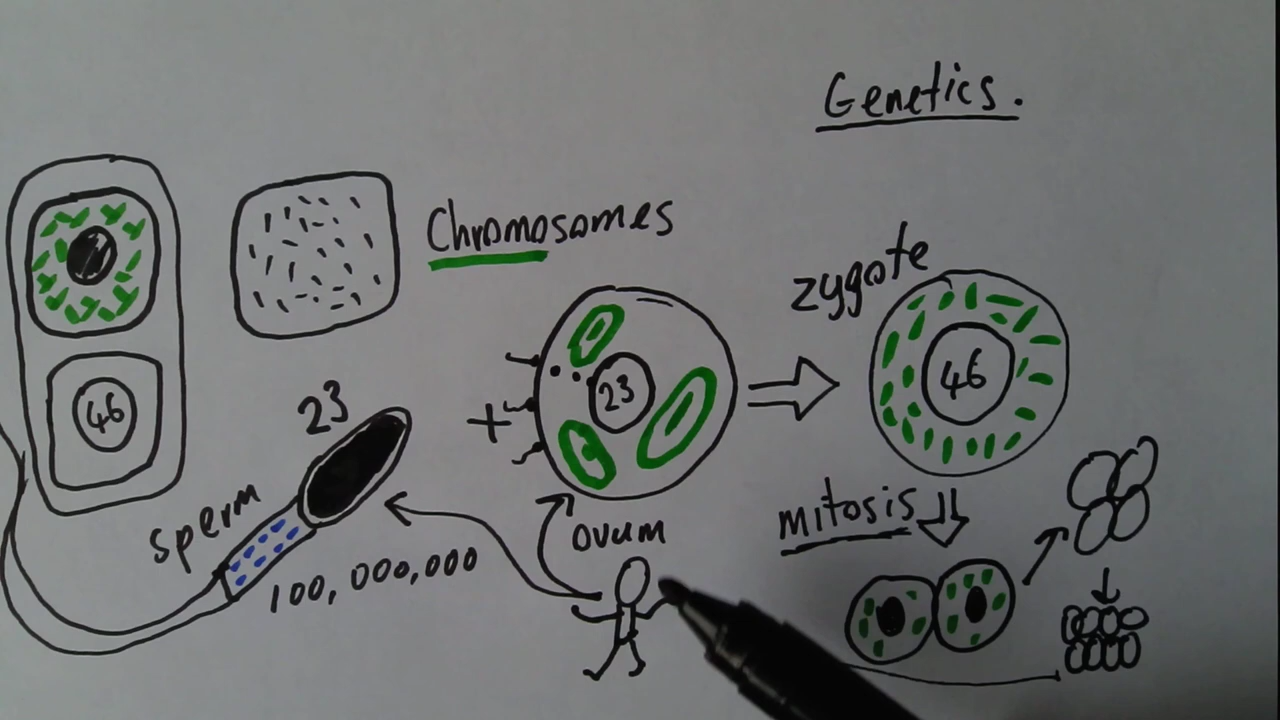 Genetics.
Chromosomes
zygote
46
23
+
23
46
sperm
100,000,000
ovum
mitosis